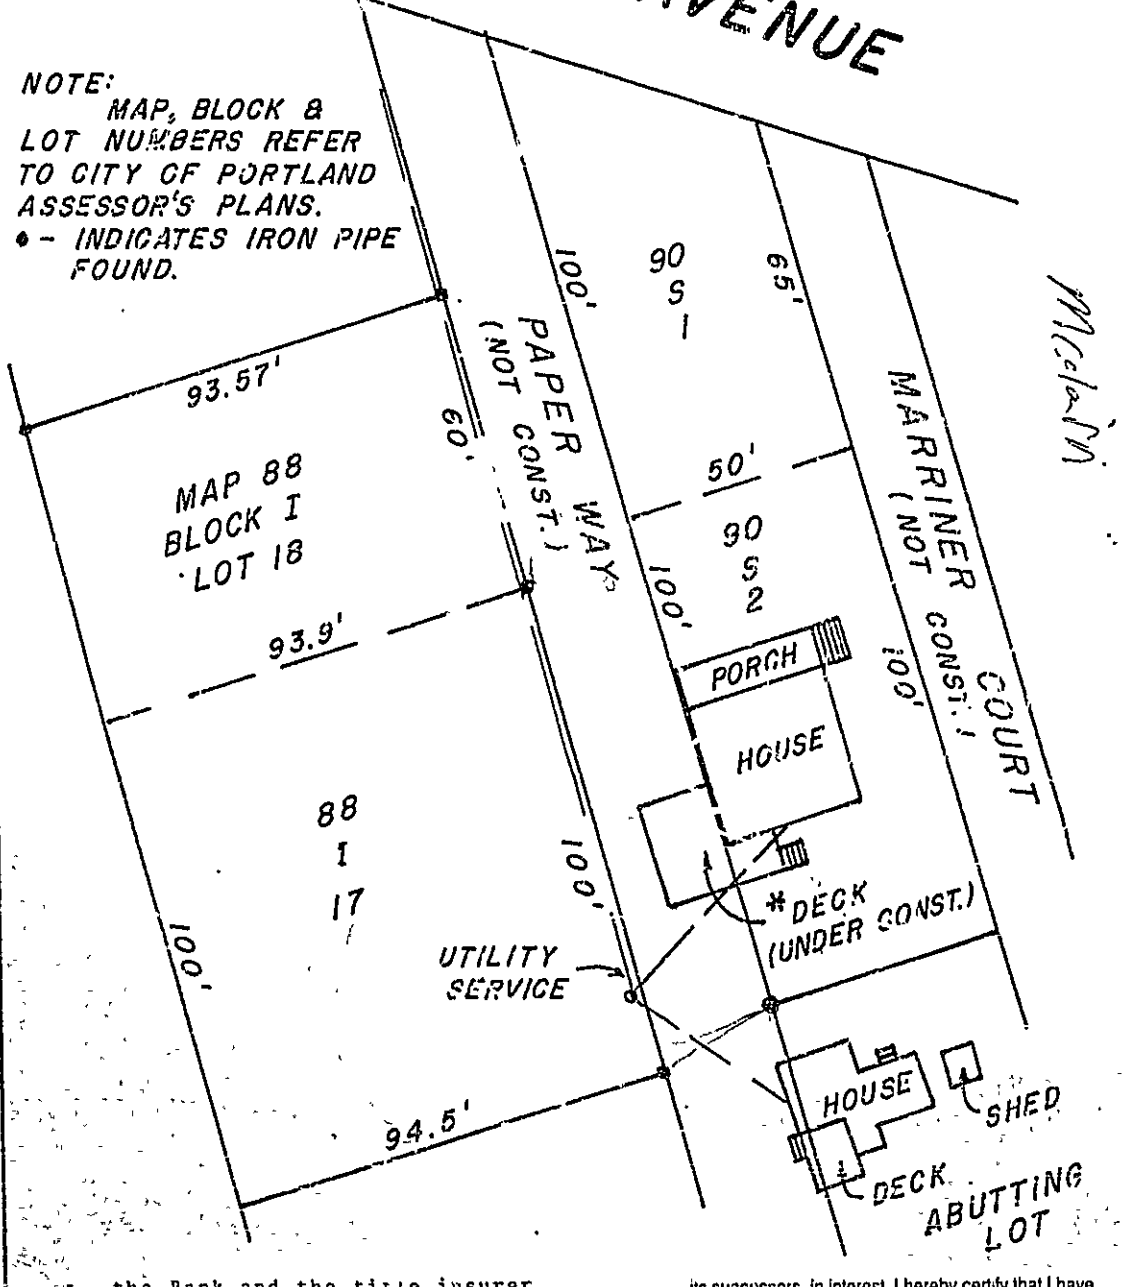 AVENUE
NOTE:
MAP, BLOCK &
LOT NUMBERS REFER
TO CITY OF PORTLAND
ASSESSOR'S PLANS.
- INDICATES IRON PIPE
FOUND.
93.57'
60'
MAP 88
BLOCK I
LOT 18
93.9'
88
I
17
100'
100'
94.5'
UTILITY
SERVICE
PAPER WAY
(NOT CONST.)
100'
90
S
1
65'
50'
90
S
2
100'
PORCH
HOUSE
*DECK
(UNDER CONST.)
MARRINER COURT
(NOT CONST.)
100'
HOUSE
SHED
DECK
ABUTTING
LOT
the Bank and the title insurer
its successors in interest, I hereby certify that I have